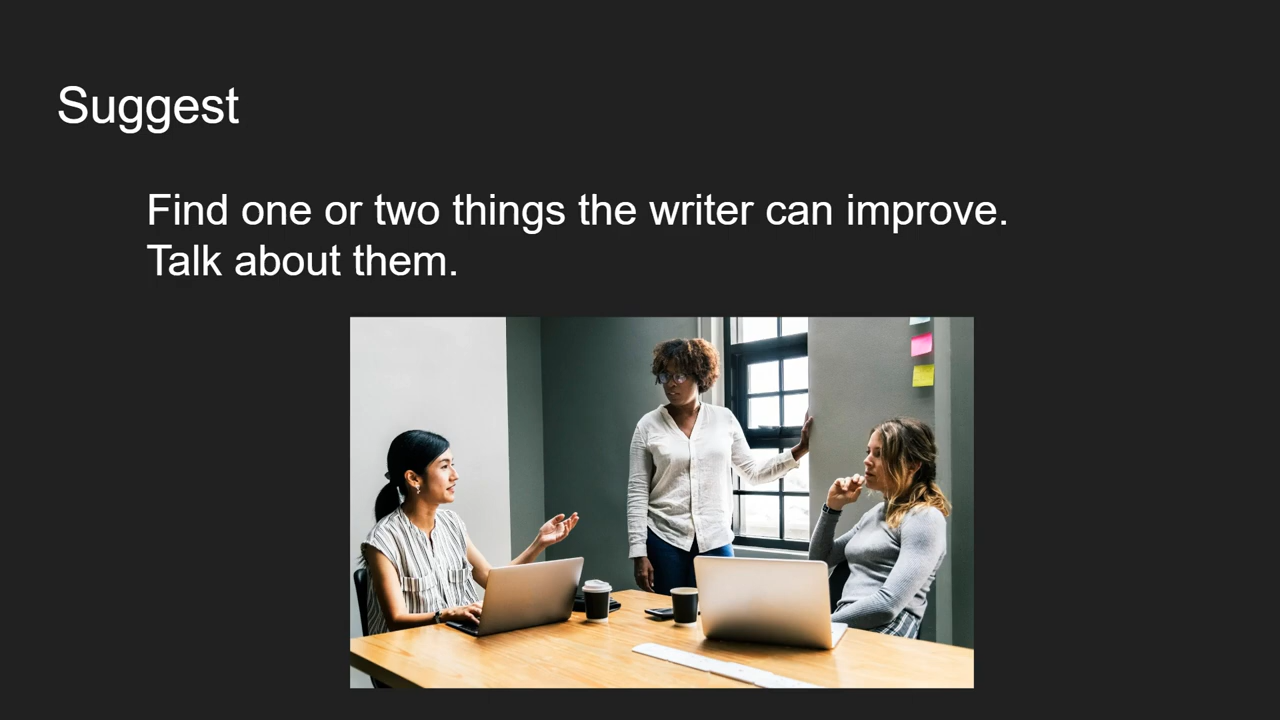 Suggest
Find one or two things the writer can improve.
Talk about them.